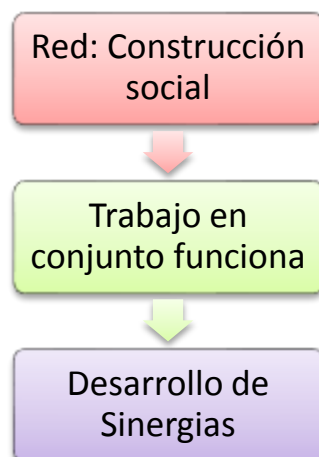 Red: Construcción
social
Trabajo en
conjunto funciona
Desarrollo de
Sinergias